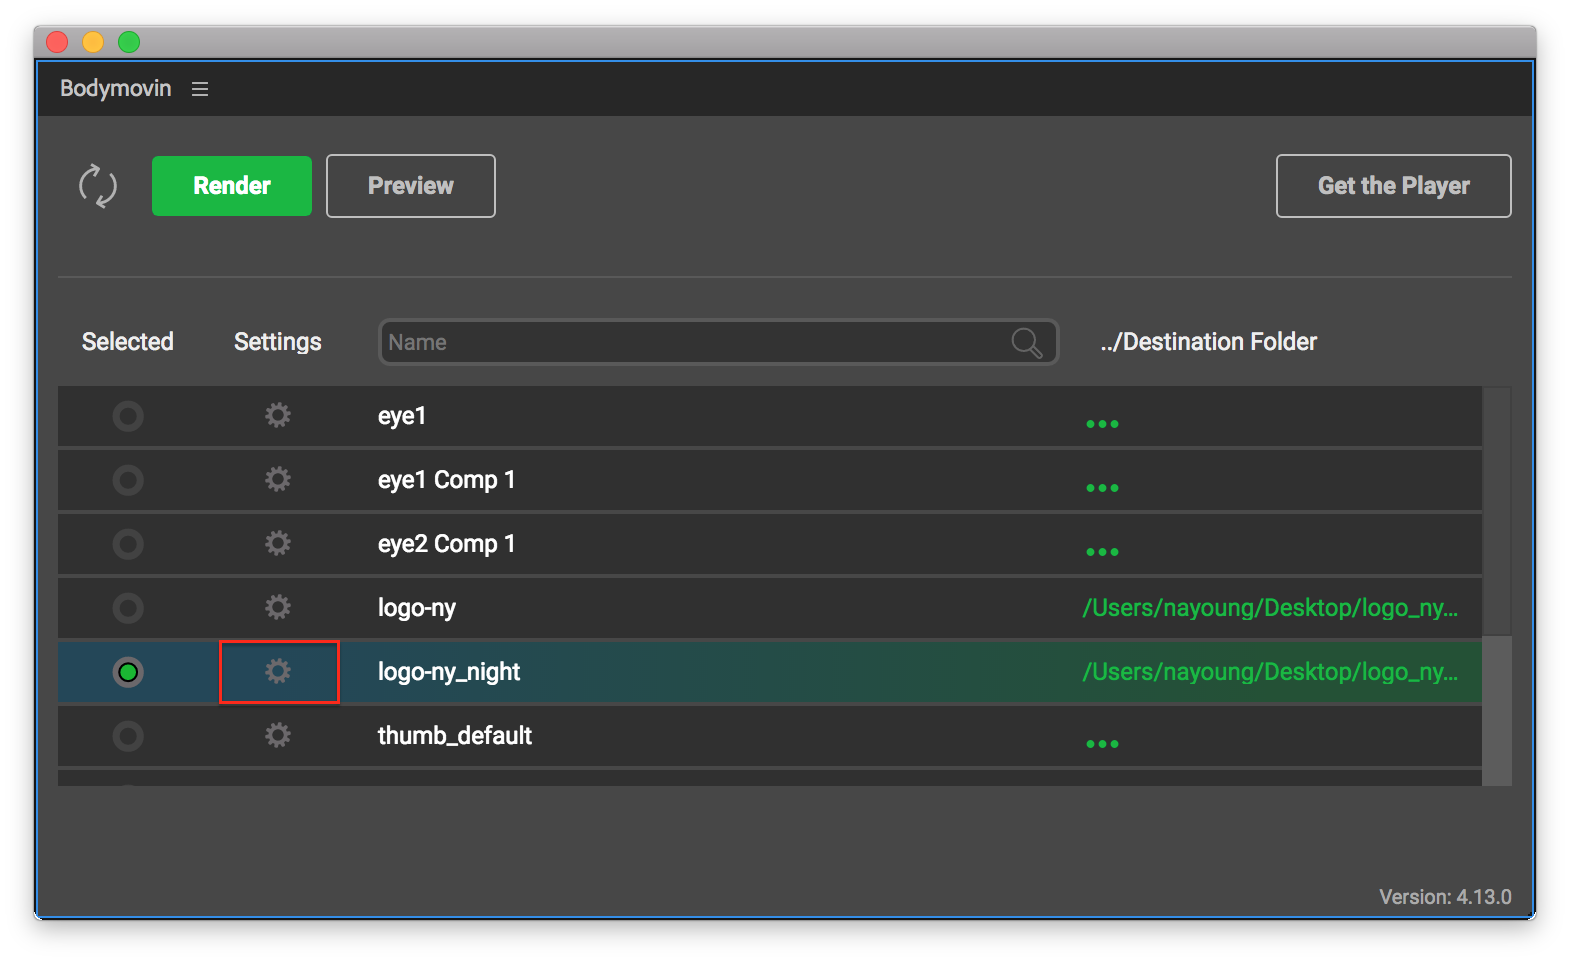 Bodymovin
Render Preview Get the Player
Selected Settings Name ../Destination Folder
eye1 ...
eye1 Comp 1 ...
eye2 Comp 1 ...
logo-ny /Users/nayoung/Desktop/logo_ny...
logo-ny_night /Users/nayoung/Desktop/logo_ny...
thumb_default ...
Version: 4.13.0